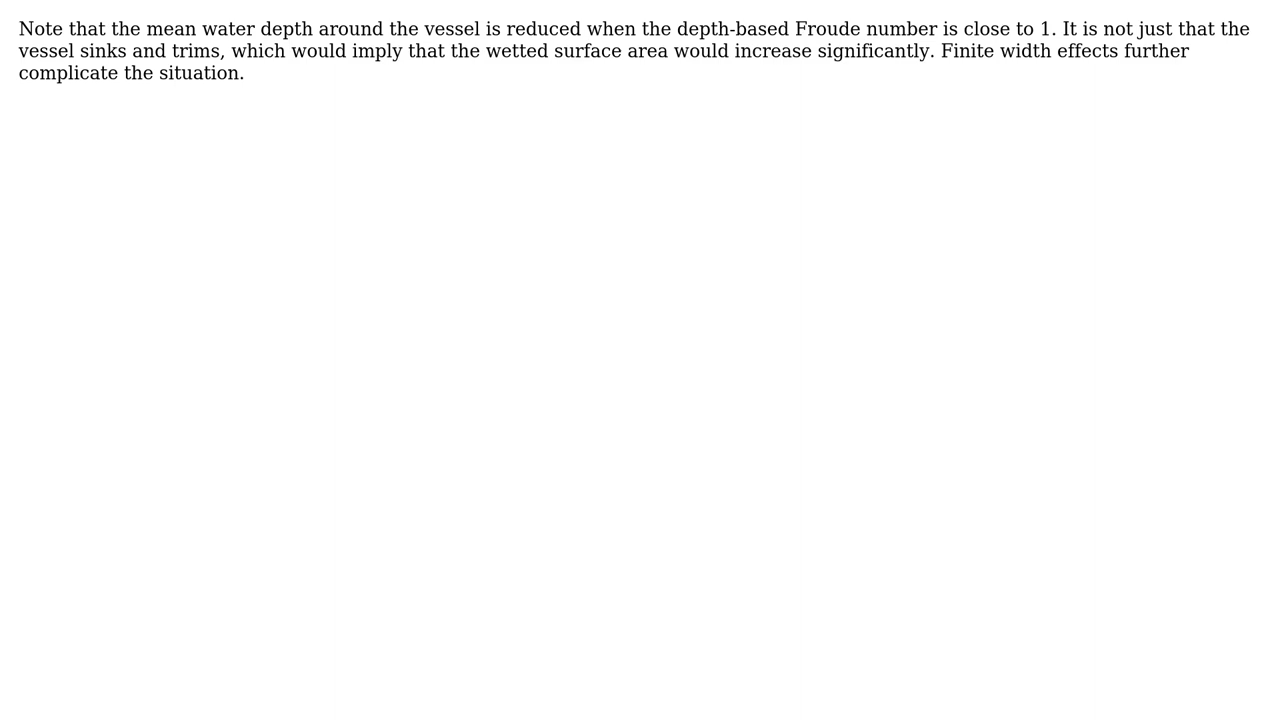 Note that the mean water depth around the vessel is reduced when the depth-based Froude number is close to 1. It is not just that the
vessel sinks and trims, which would imply that the wetted surface area would increase significantly. Finite width effects further
complicate the situation.